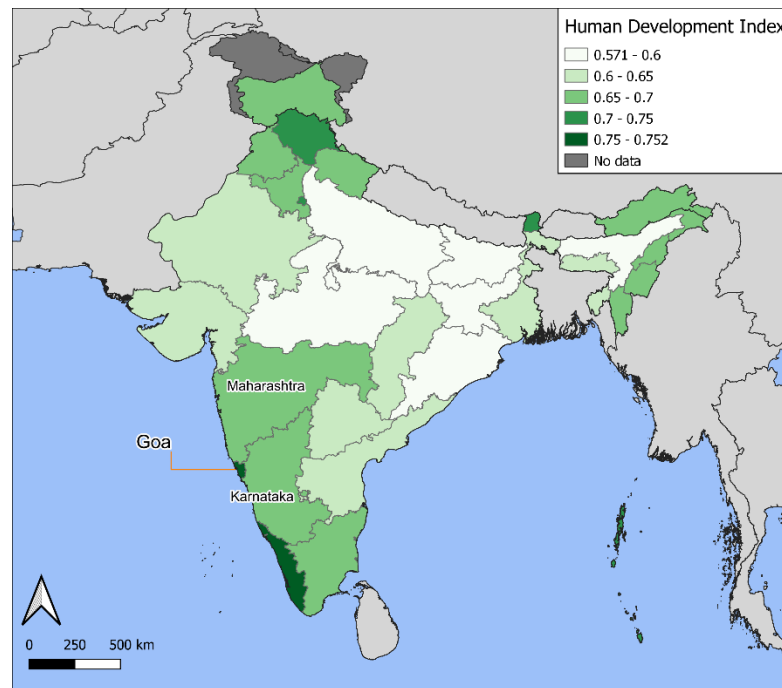 Human Development Index
0.571 - 0.6
0.6 - 0.65
0.65 - 0.7
0.7 - 0.75
0.75 - 0.752
No data
Maharashtra
Goa
Karnataka
0 250 500 km